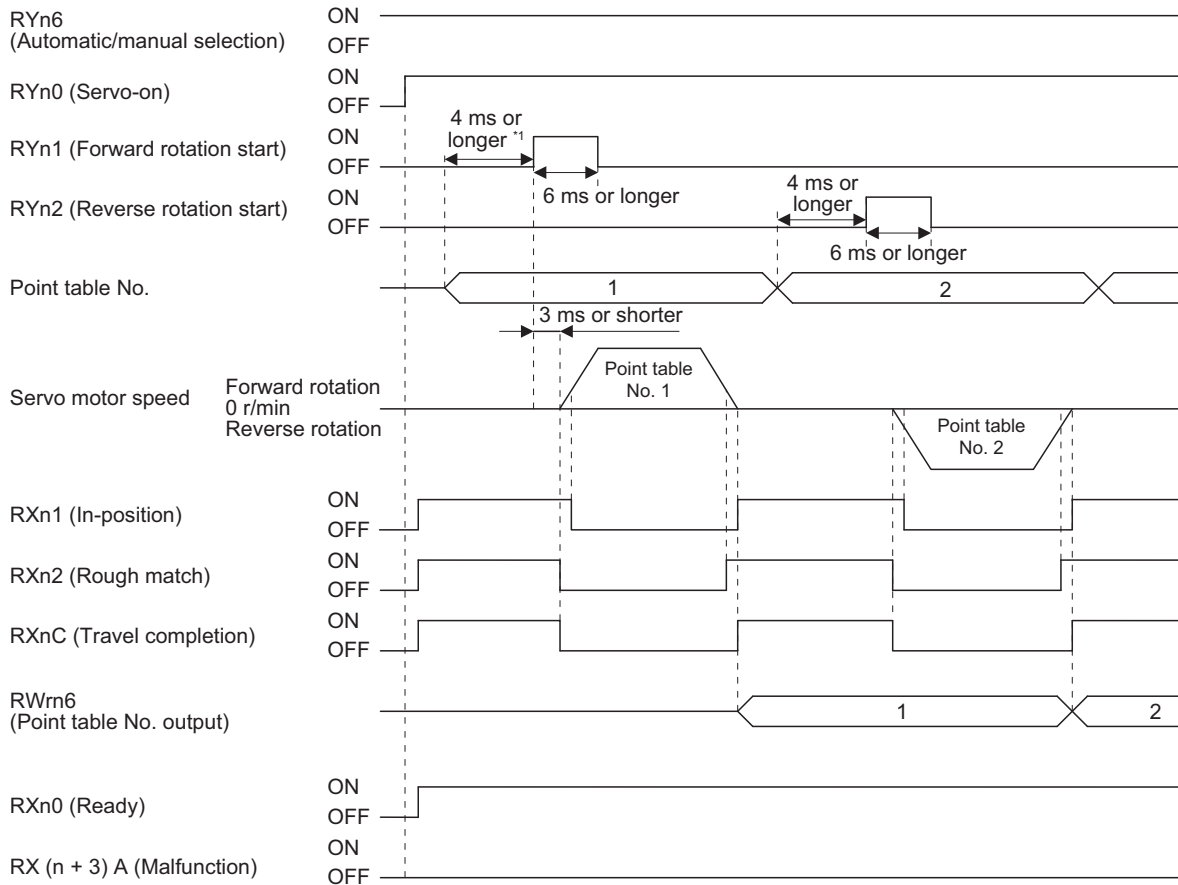 RYn6
(Automatic/manual selection)
ON
OFF
RYn0 (Servo-on)
ON
OFF
4 ms or
longer *1
RYn1 (Forward rotation start)
ON
OFF
6 ms or longer
4 ms or
longer
RYn2 (Reverse rotation start)
ON
OFF
6 ms or longer
Point table No.
1
2
3 ms or shorter
Servo motor speed
Forward rotation
0 r/min
Reverse rotation
Point table
No. 1
Point table
No. 2
RXn1 (In-position)
ON
OFF
RXn2 (Rough match)
ON
OFF
RXnC (Travel completion)
ON
OFF
RWrn6
(Point table No. output)
1
2
RXn0 (Ready)
ON
OFF
RX (n + 3) A (Malfunction)
ON
OFF